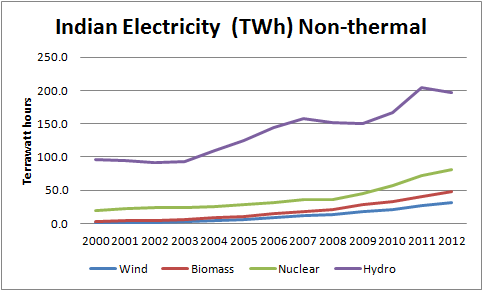 Indian Electricity (TWh) Non-thermal
250.0
200.0
150.0
100.0
50.0
0.0
Terrawatt hours
2000 2001 2002 2003 2004 2005 2006 2007 2008 2009 2010 2011 2012
Wind Biomass Nuclear Hydro